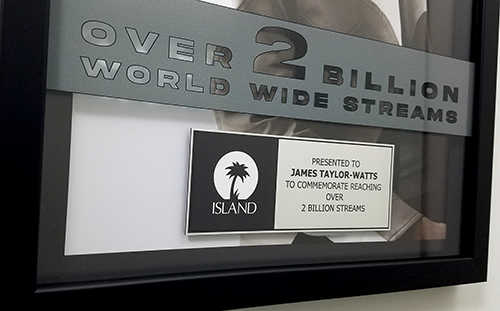 OVER 2 BILLION
WORLD WIDE STREAMS
ISLAND
PRESENTED TO
JAMES TAYLOR-WATTS
TO COMMEMORATE REACHING
OVER
2 BILLION STREAMS